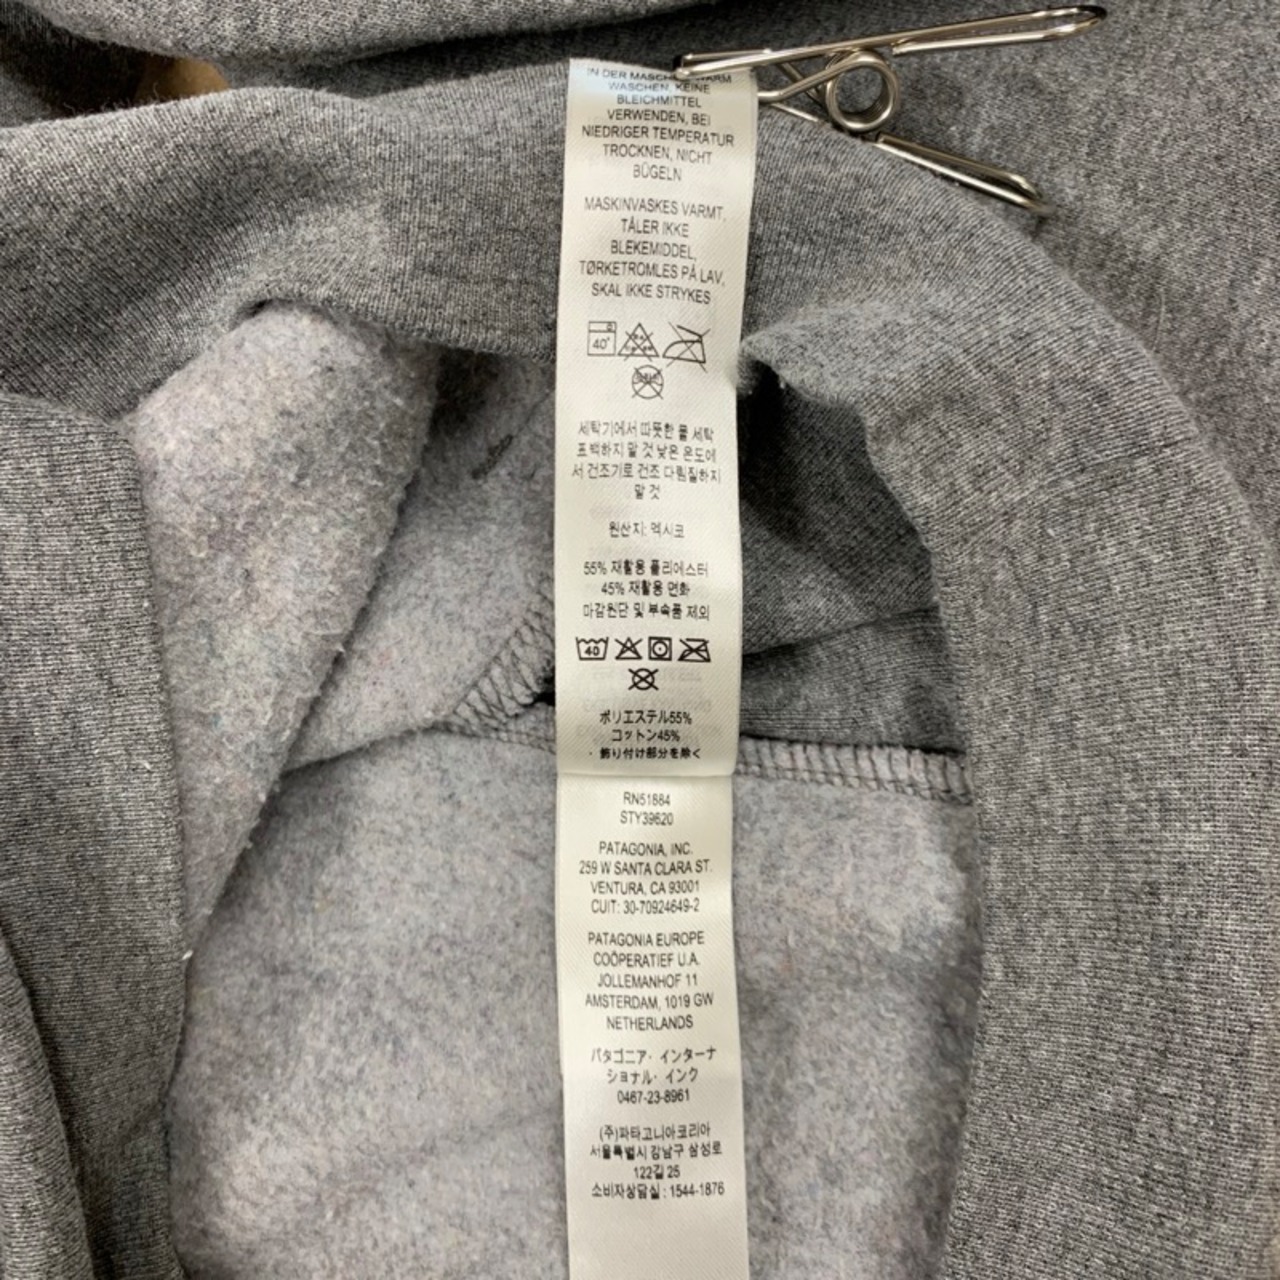 IN DER MASCHINE WARM
WASCHEN, KEINE
BLEICHMITTEL
VERWENDEN, BEI
NIEDRIGER TEMPERATUR
TROCKNEN, NICHT
BÜGELN
MASKINVASKES VARMT,
TÅLER IKKE
BLEKEMIDDEL,
TØRKETROMLES PÅ LAV,
SKAL IKKE STRYKES
40°
세탁기에서 따뜻한 물 세탁
표백하지 말 것 낮은 온도에
서 건조기로 건조 다림질하지
말 것
원산지: 멕시코
55% 재활용 폴리에스터
45% 재활용 면화
마감원단 및 부속품 제외
40
ポリエステル55%
コットン45%
・飾り付け部分を除く
RN51884
STY39620
PATAGONIA, INC.
259 W SANTA CLARA ST.
VENTURA, CA 93001
CUIT: 30-70924649-2
PATAGONIA EUROPE
COÖPERATIEF U.A.
JOLLEMANHOF 11
AMSTERDAM, 1019 GW
NETHERLANDS
パタゴニア・インターナ
ショナル・インク
0467-23-8961
(주)파타고니아코리아
서울특별시 강남구 삼성로
122길 25
소비자상담실 : 1544-1876